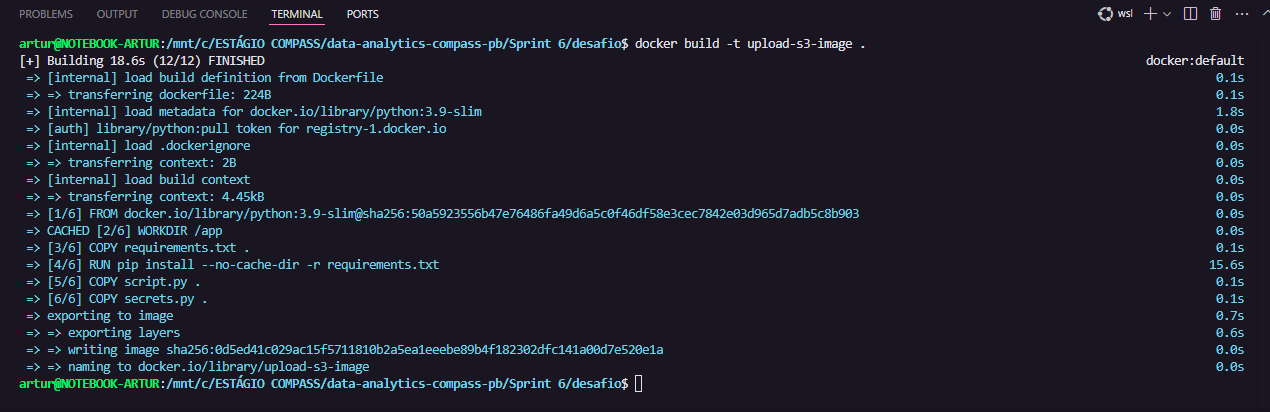 PROBLEMS OUTPUT DEBUG CONSOLE TERMINAL PORTS wsl
artur@NOTEBOOK-ARTUR:/mnt/c/ESTÁGIO COMPASS/data-analytics-compass-pb/Sprint 6/desafio$ docker build -t upload-s3-image .
[+] Building 18.6s (12/12) FINISHED docker:default
=> [internal] load build definition from Dockerfile 0.1s
=> => transferring dockerfile: 224B 0.1s
=> [internal] load metadata for docker.io/library/python:3.9-slim 1.8s
=> [auth] library/python:pull token for registry-1.docker.io 0.0s
=> [internal] load .dockerignore 0.0s
=> => transferring context: 2B 0.0s
=> [internal] load build context 0.0s
=> => transferring context: 4.45kB 0.0s
=> [1/6] FROM docker.io/library/python:3.9-slim@sha256:50a5923556b47e76486fa49d6a5c0f46df58e3cec7842e03d965d7adb5c8b903 0.0s
=> CACHED [2/6] WORKDIR /app 0.0s
=> [3/6] COPY requirements.txt . 0.1s
=> [4/6] RUN pip install --no-cache-dir -r requirements.txt 15.6s
=> [5/6] COPY script.py . 0.1s
=> [6/6] COPY secrets.py . 0.1s
=> exporting to image 0.7s
=> => exporting layers 0.6s
=> => writing image sha256:0d5ed41c029ac15f5711810b2a5ea1eeebe89b4f182302dfc141a00d7e520e1a 0.0s
=> => naming to docker.io/library/upload-s3-image 0.0s
artur@NOTEBOOK-ARTUR:/mnt/c/ESTÁGIO COMPASS/data-analytics-compass-pb/Sprint 6/desafio$